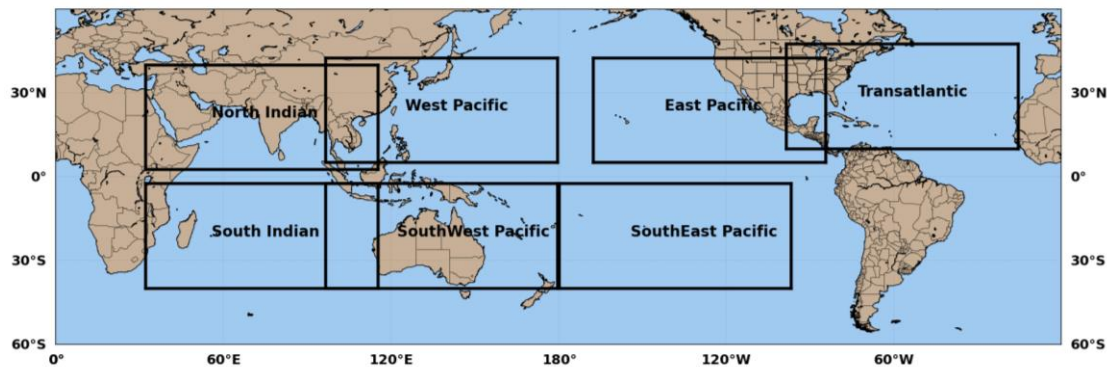 30°N
North Indian
West Pacific
East Pacific
Transatlantic
30°N
0°
0°
30°S
South Indian
SouthWest Pacific
SouthEast Pacific
30°S
60°S
60°S
0°
60°E
120°E
180°
120°W
60°W